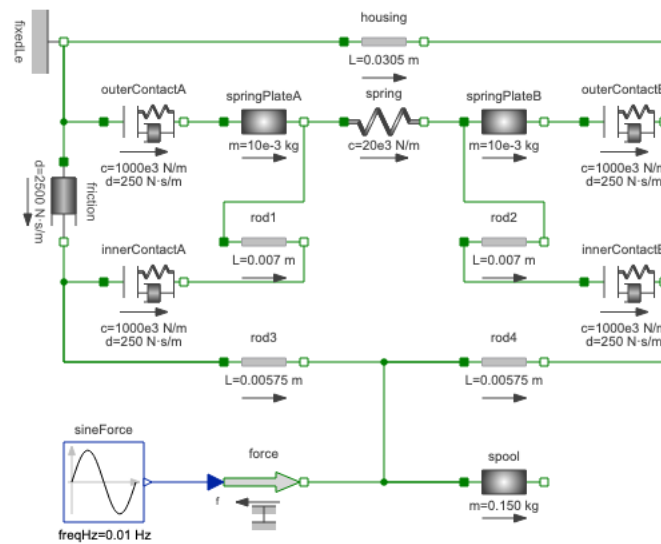 fixedLe
housing
L=0.0305 m
outerContactA
springPlateA
spring
springPlateB
outerContactB
c=1000e3 N/m
d=250 N·s/m
m=10e-3 kg
c=20e3 N/m
m=10e-3 kg
c=1000e3 N/m
d=250 N·s/m
d=2500 N·s/m
friction
rod1
rod2
innerContactA
L=0.007 m
L=0.007 m
innerContactB
c=1000e3 N/m
d=250 N·s/m
c=1000e3 N/m
d=250 N·s/m
rod3
rod4
L=0.00575 m
L=0.00575 m
sineForce
force
spool
f
m=0.150 kg
freqHz=0.01 Hz